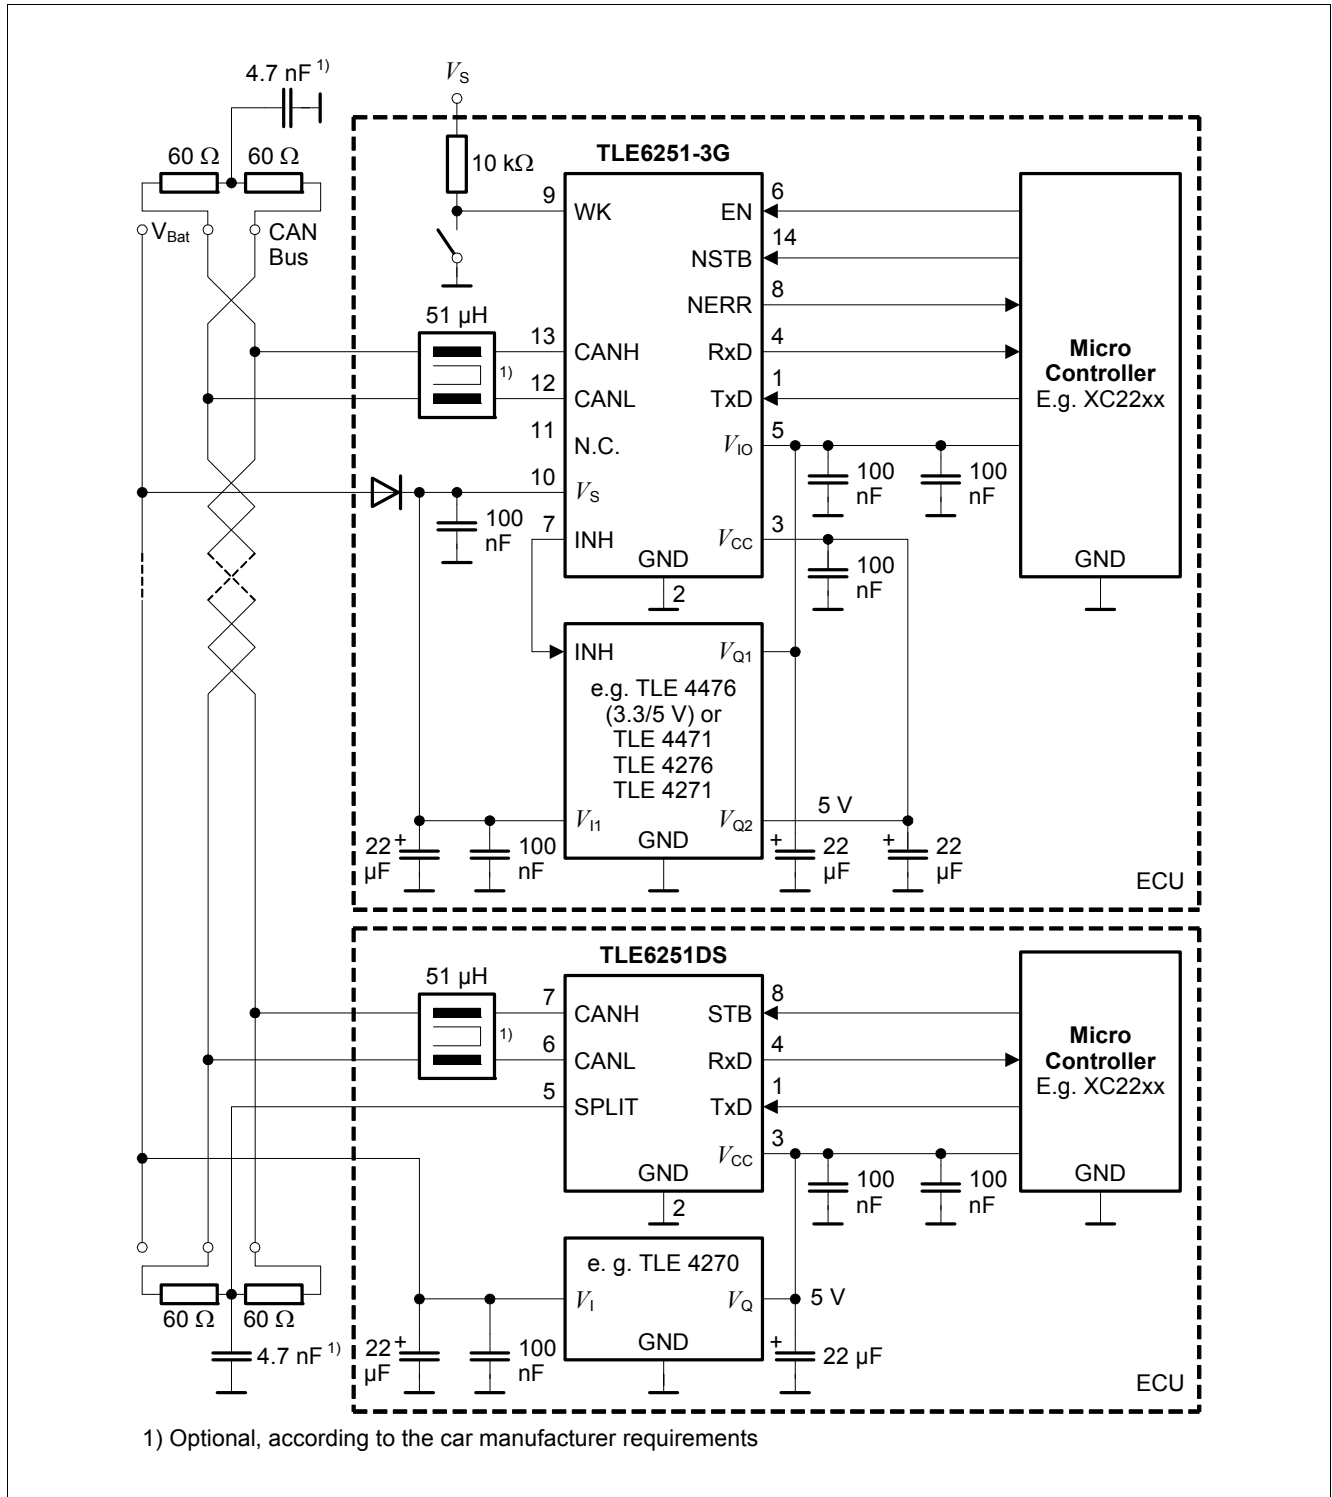 4.7 nF 1)
VS
60 Ω 60 Ω
10 kΩ
VBat
CAN
Bus
TLE6251-3G
9 WK
EN 6
NSTB 14
NERR 8
51 µH
1)
13 CANH
RxD 4
12 CANL
TxD 1
11 N.C.
VIO 5
10 VS
7 INH
VCC 3
GND
2
100
nF
100
nF
100
nF
100
nF
Micro
Controller
E.g. XC22xx
GND
INH
VQ1
e.g. TLE 4476
(3.3/5 V) or
TLE 4471
TLE 4276
TLE 4271
VI1
VQ2
5 V
GND
22
µF
+
100
nF
+
22
µF
+
22
µF
ECU
TLE6251DS
51 µH
1)
7 CANH
STB 8
6 CANL
RxD 4
5 SPLIT
TxD 1
VCC 3
GND
2
100
nF
100
nF
Micro
Controller
E.g. XC22xx
GND
e. g. TLE 4270
VI
VQ
5 V
GND
60 Ω 60 Ω
4.7 nF 1)
22
µF
+
100
nF
+
22 µF
ECU
1) Optional, according to the car manufacturer requirements